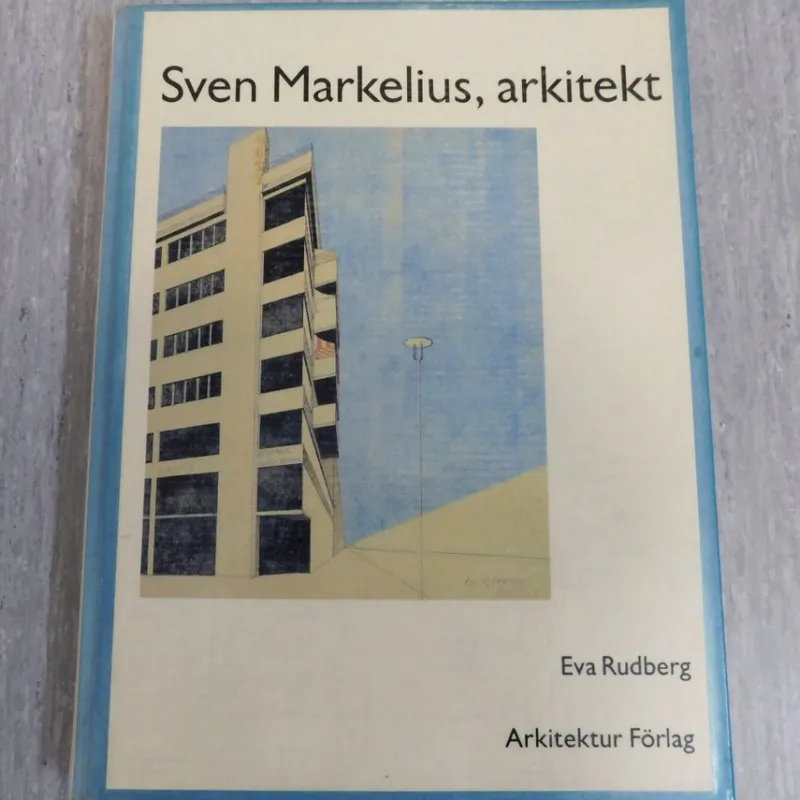 Sven Markelius, arkitekt
Eva Rudberg
Arkitektur Förlag